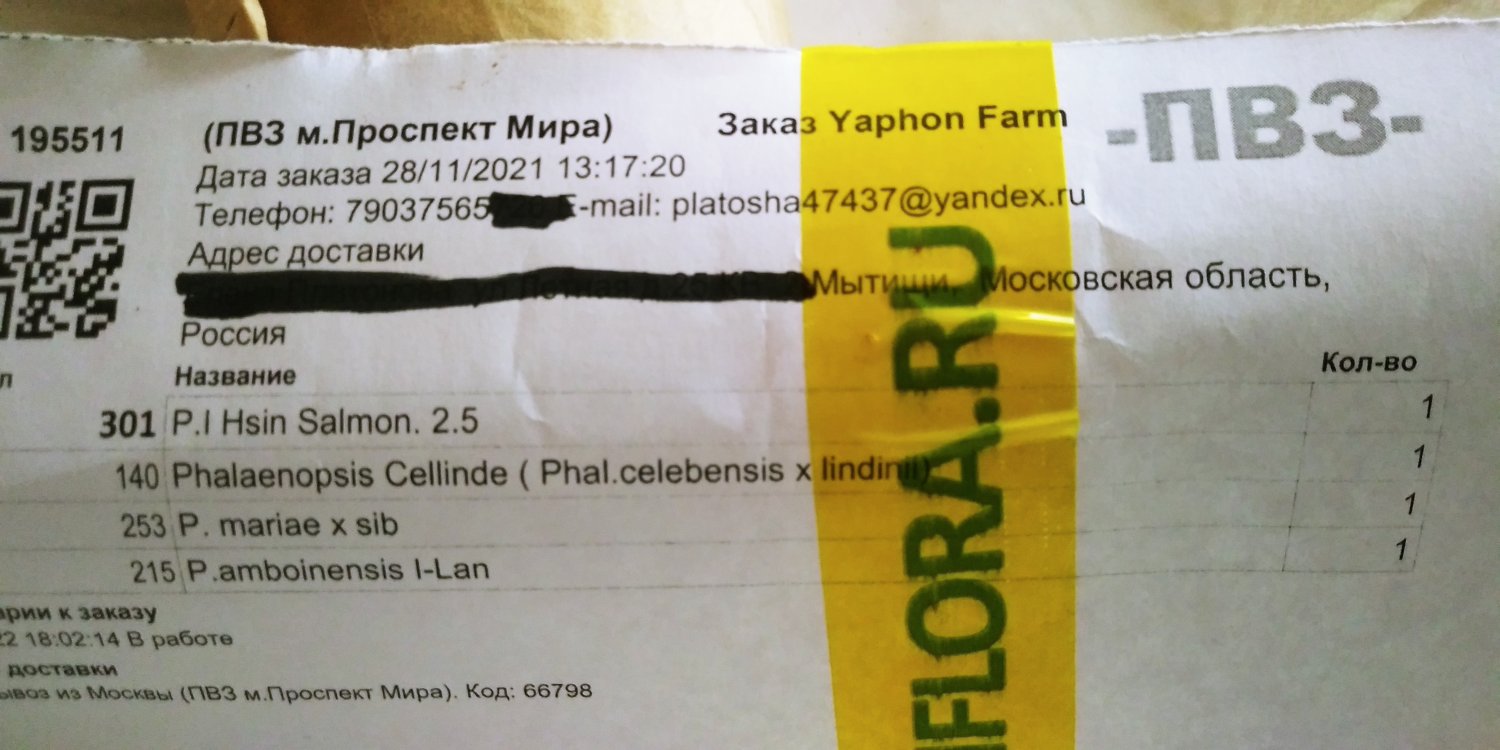 195511
(ПВЗ м.Проспект Мира) Заказ Yaphon Farm
-ПВЗ-
Дата заказа 28/11/2021 13:17:20
Телефон: 79037565 E-mail: platosha47437@yandex.ru
Адрес доставки
Мытищи, Московская область,
Россия
Название Кол-во
301 P.I Hsin Salmon. 2.5 1
140 Phalaenopsis Cellinde ( Phal.celebensis x lindinii) 1
253 P. mariae x sib 1
215 P.amboinensis I-Lan 1
арии к заказу
22 18:02:14 В работе
доставки
ывоз из Москвы (ПВЗ м.Проспект Мира). Код: 66798
IFLORA.RU